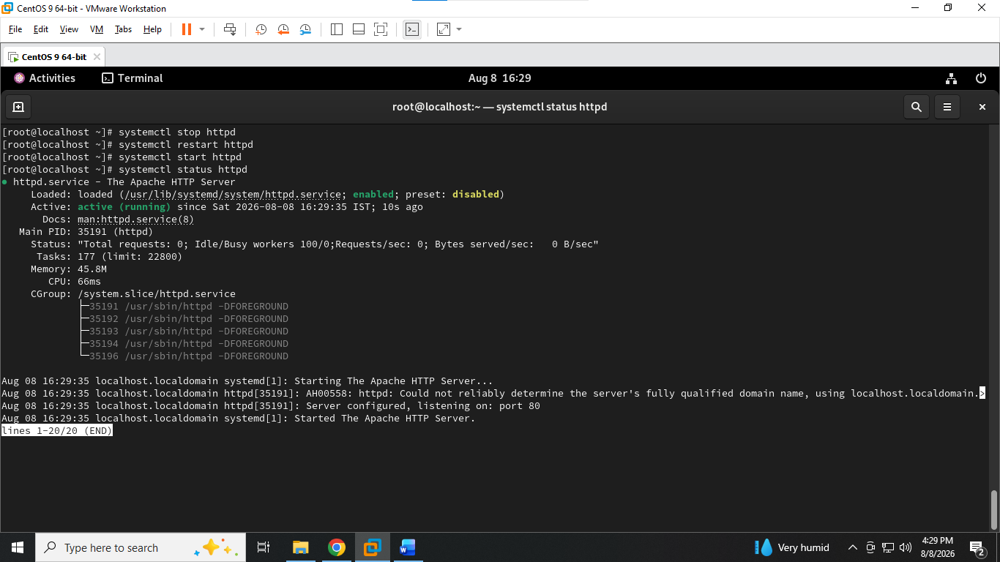 CentOS 9 64-bit - VMware Workstation
File Edit View VM Tabs Help
CentOS 9 64-bit
Activities Terminal Aug 8 16:29
root@localhost:~ — systemctl status httpd
[root@localhost ~]# systemctl stop httpd
[root@localhost ~]# systemctl restart httpd
[root@localhost ~]# systemctl start httpd
[root@localhost ~]# systemctl status httpd
● httpd.service - The Apache HTTP Server
Loaded: loaded (/usr/lib/systemd/system/httpd.service; enabled; preset: disabled)
Active: active (running) since Sat 2026-08-08 16:29:35 IST; 10s ago
Docs: man:httpd.service(8)
Main PID: 35191 (httpd)
Status: "Total requests: 0; Idle/Busy workers 100/0;Requests/sec: 0; Bytes served/sec:   0 B/sec"
Tasks: 177 (limit: 22800)
Memory: 45.8M
CPU: 66ms
CGroup: /system.slice/httpd.service
├─35191 /usr/sbin/httpd -DFOREGROUND
├─35192 /usr/sbin/httpd -DFOREGROUND
├─35193 /usr/sbin/httpd -DFOREGROUND
├─35194 /usr/sbin/httpd -DFOREGROUND
└─35196 /usr/sbin/httpd -DFOREGROUND
Aug 08 16:29:35 localhost.localdomain systemd[1]: Starting The Apache HTTP Server...
Aug 08 16:29:35 localhost.localdomain httpd[35191]: AH00558: httpd: Could not reliably determine the server's fully qualified domain name, using localhost.localdomain.>
Aug 08 16:29:35 localhost.localdomain httpd[35191]: Server configured, listening on: port 80
Aug 08 16:29:35 localhost.localdomain systemd[1]: Started The Apache HTTP Server.
lines 1-20/20 (END)
Type here to search
Very humid
4:29 PM
8/8/2026
2